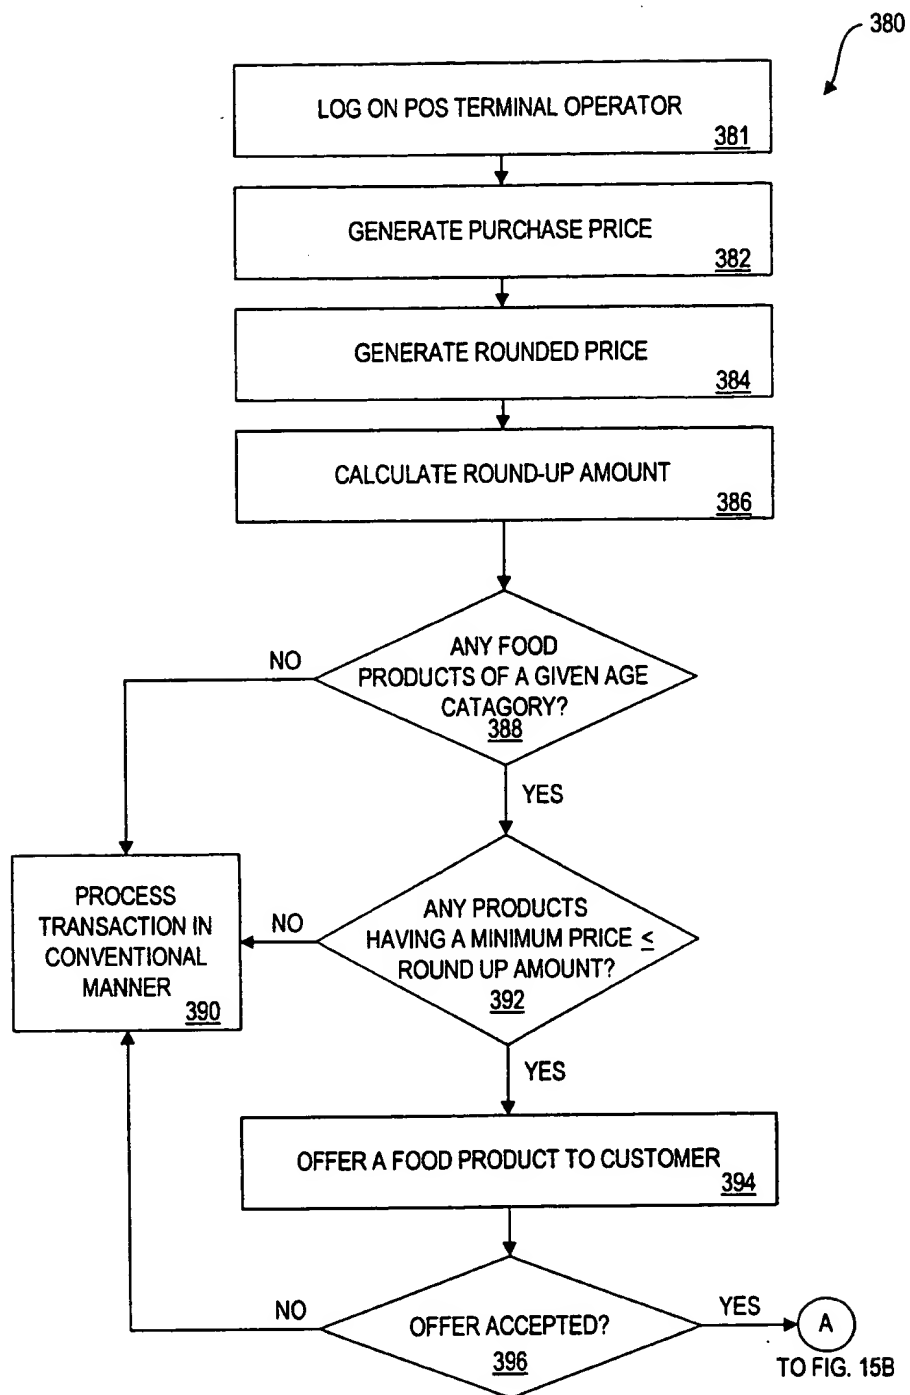 380
LOG ON POS TERMINAL OPERATOR
381
GENERATE PURCHASE PRICE
382
GENERATE ROUNDED PRICE
384
CALCULATE ROUND-UP AMOUNT
386
ANY FOOD
PRODUCTS OF A GIVEN AGE
CATAGORY?
388
NO
YES
PROCESS
TRANSACTION IN
CONVENTIONAL
MANNER
390
NO
ANY PRODUCTS
HAVING A MINIMUM PRICE ≤
ROUND UP AMOUNT?
392
YES
OFFER A FOOD PRODUCT TO CUSTOMER
394
NO
OFFER ACCEPTED?
396
YES
A
TO FIG. 15B